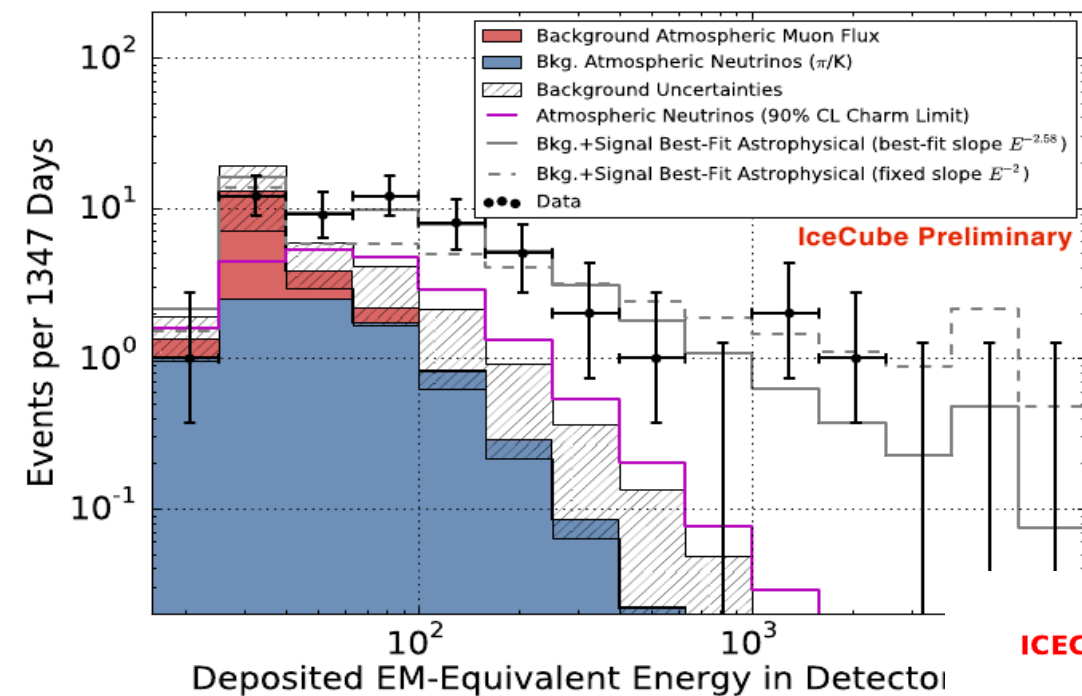 Background Atmospheric Muon Flux
Bkg. Atmospheric Neutrinos (π/K)
Background Uncertainties
Atmospheric Neutrinos (90% CL Charm Limit)
Bkg.+Signal Best-Fit Astrophysical (best-fit slope E^-2.58)
Bkg.+Signal Best-Fit Astrophysical (fixed slope E^-2)
Data
IceCube Preliminary
Events per 1347 Days
10^2
10^1
10^0
10^-1
10^2
10^3
ICEC
Deposited EM-Equivalent Energy in Detector